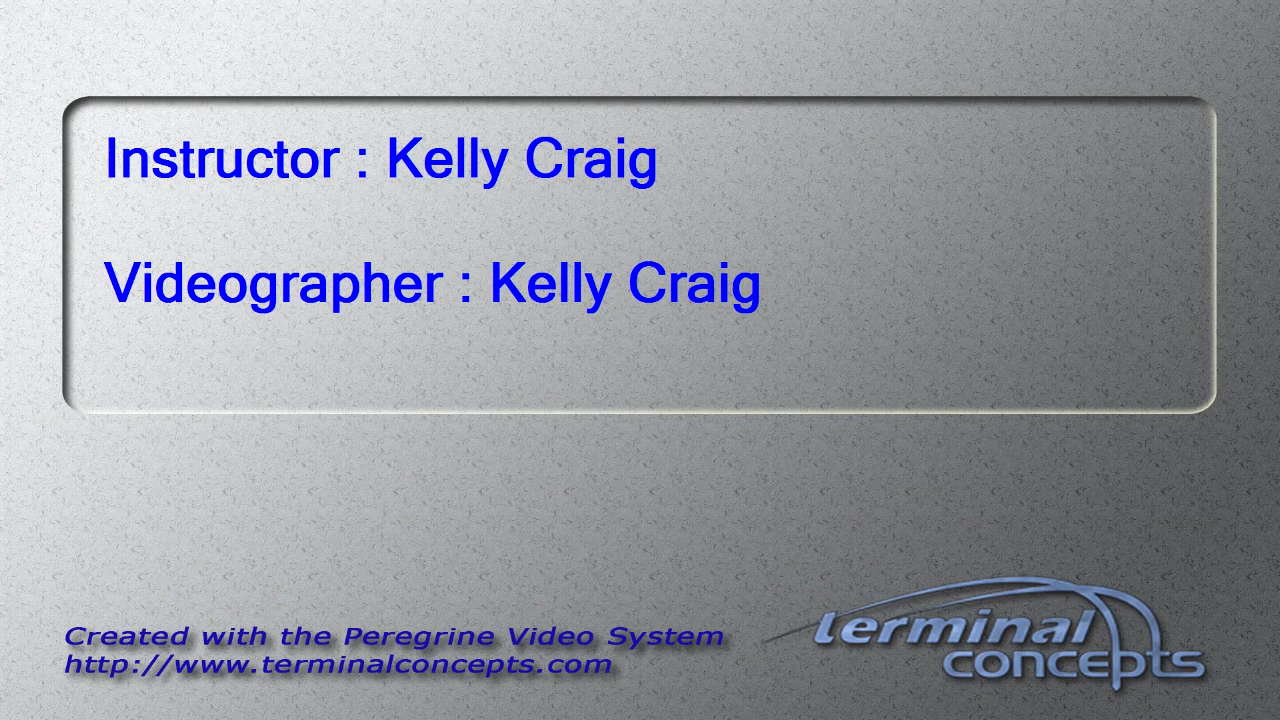 Instructor : Kelly Craig
Videographer : Kelly Craig
Created with the Peregrine Video System
http://www.terminalconcepts.com
terminal
concepts